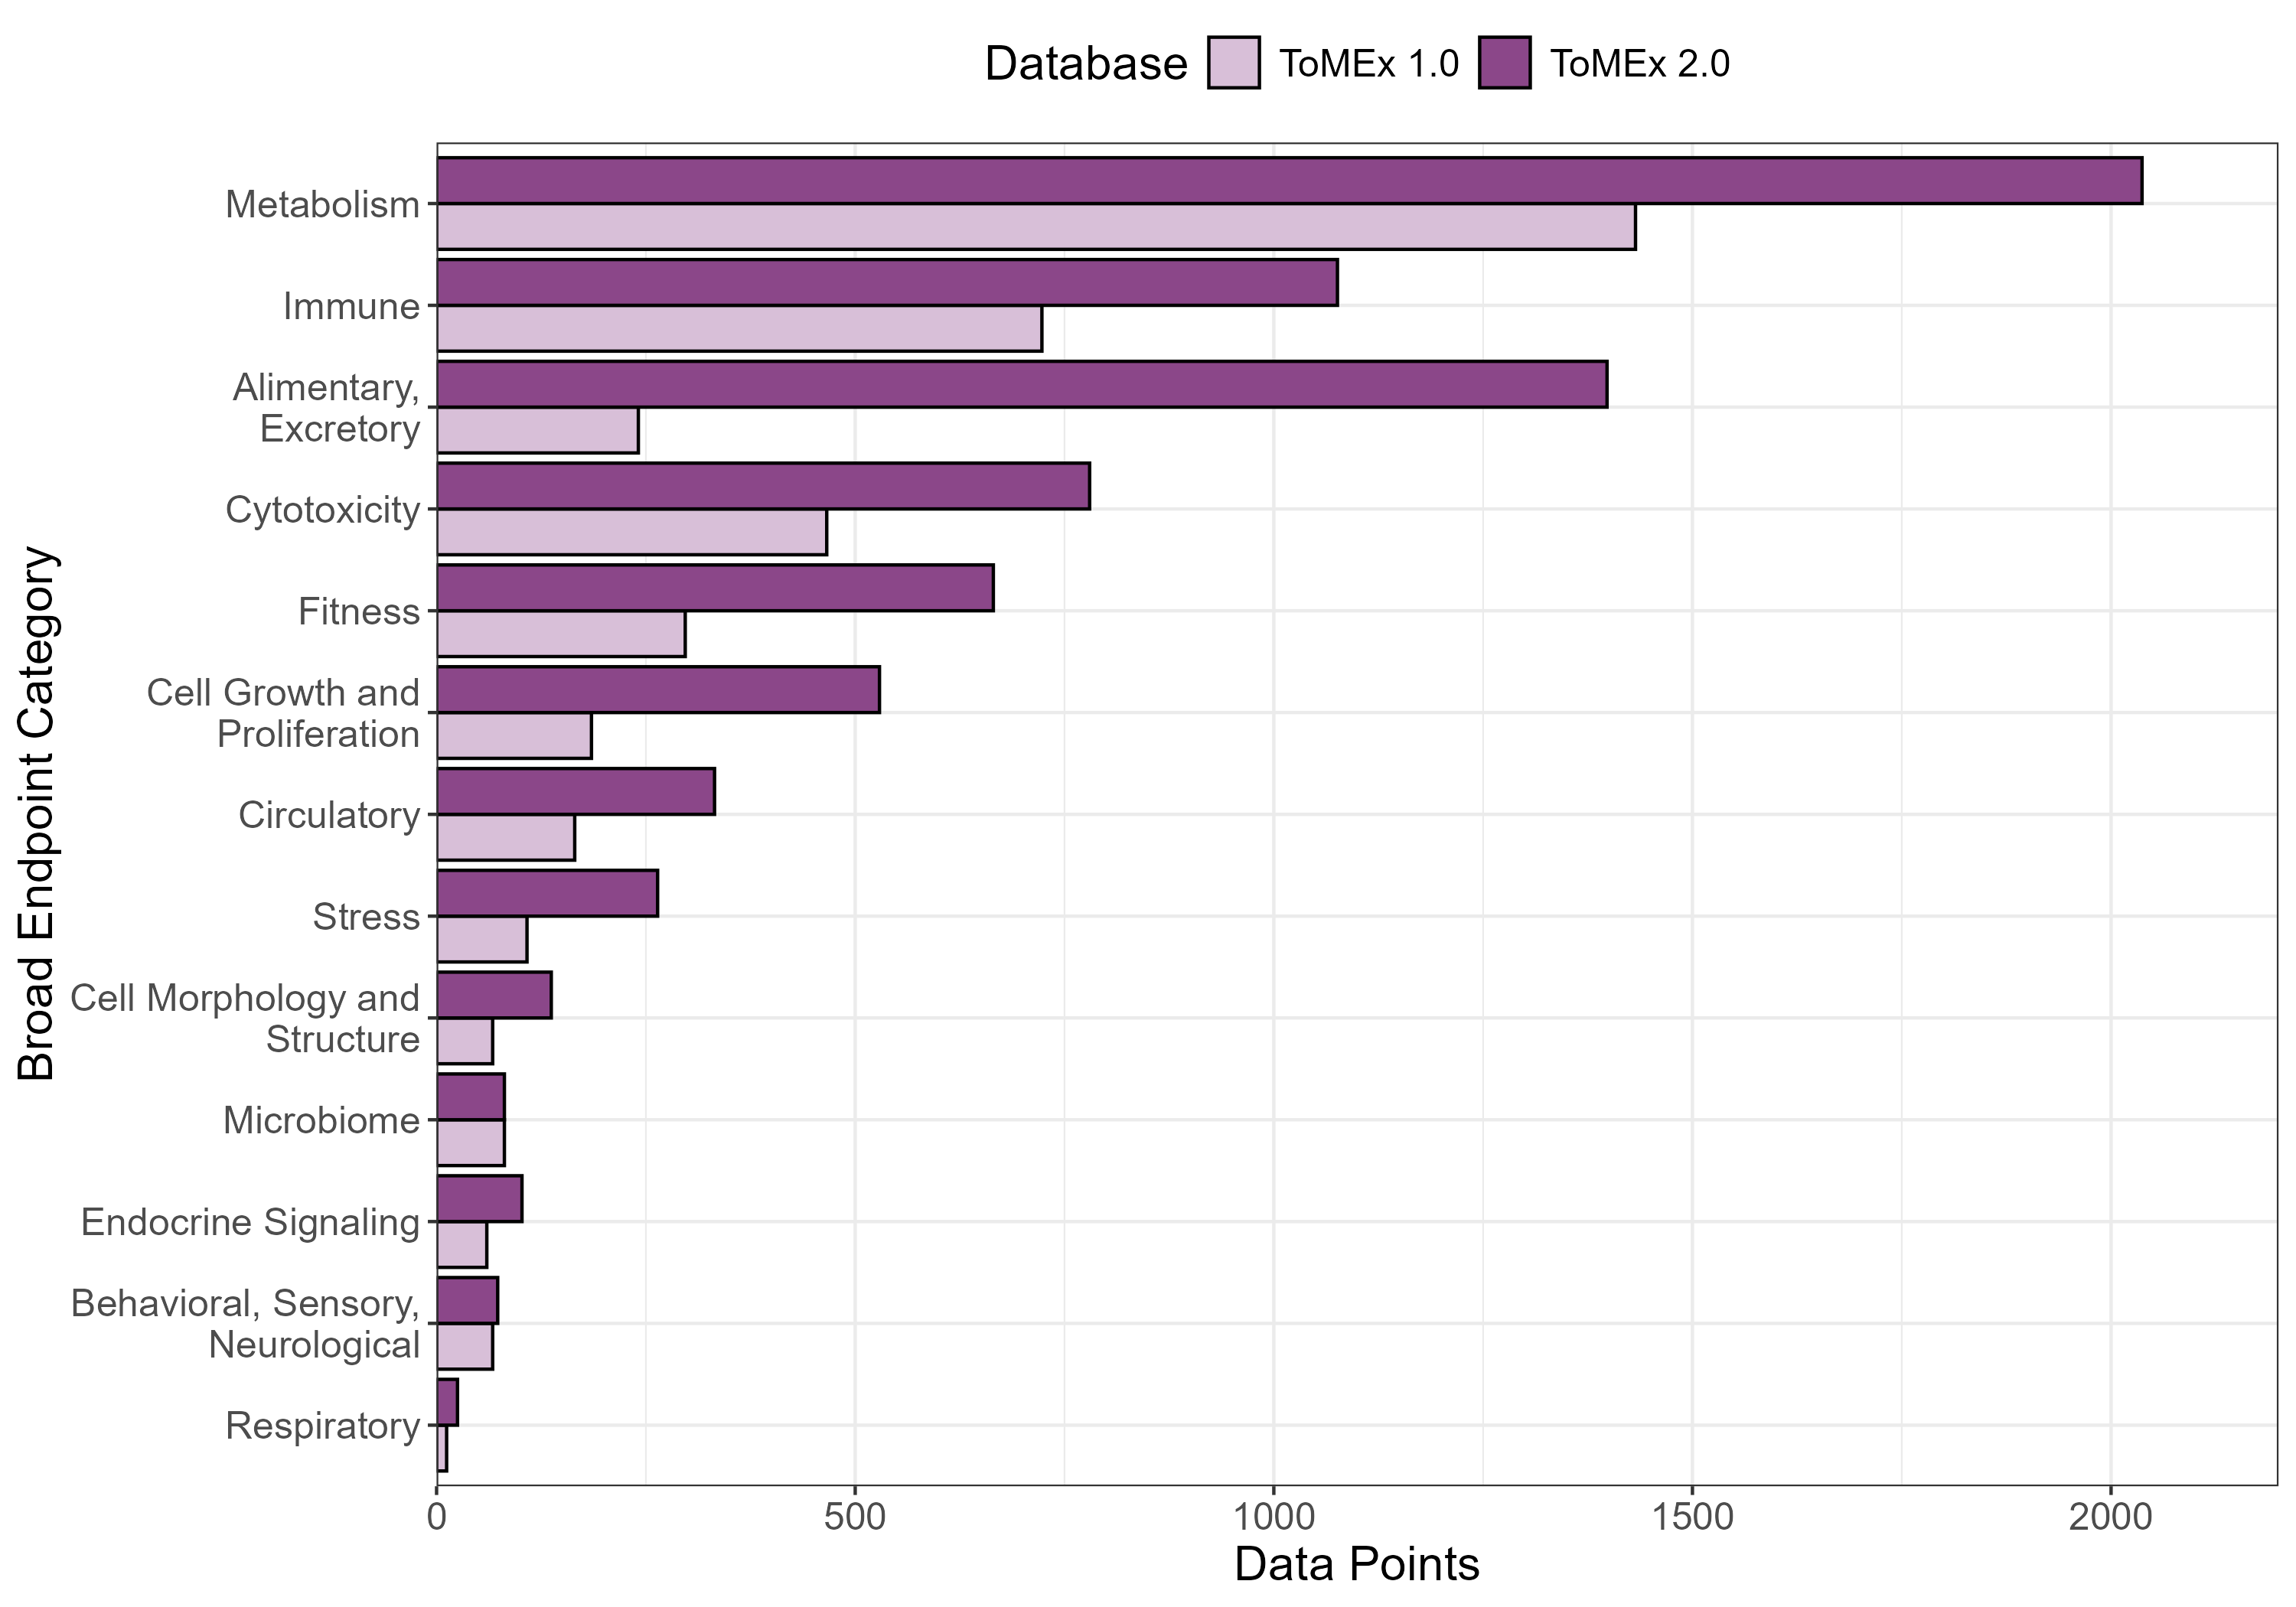 Database ToMEx 1.0 ToMEx 2.0
Broad Endpoint Category
Metabolism
Immune
Alimentary,
Excretory
Cytotoxicity
Fitness
Cell Growth and
Proliferation
Circulatory
Stress
Cell Morphology and
Structure
Microbiome
Endocrine Signaling
Behavioral, Sensory,
Neurological
Respiratory
0 500 1000 1500 2000
Data Points